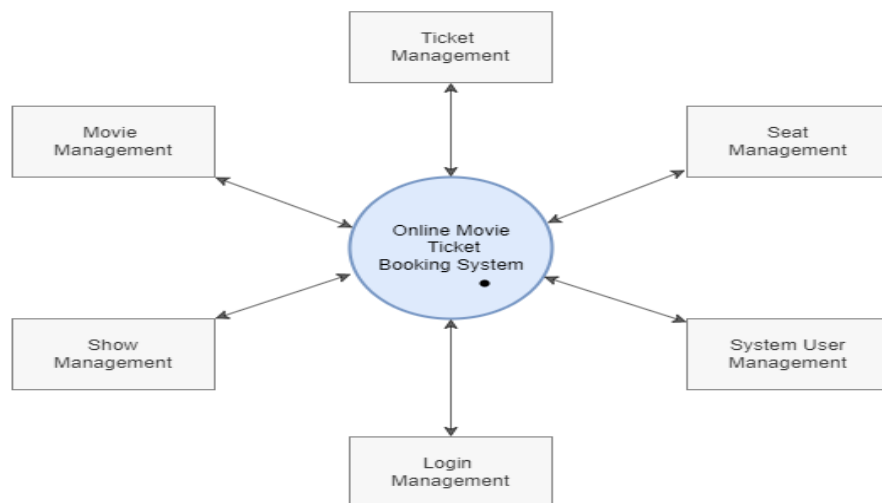 Ticket
Management
Movie
Management
Seat
Management
Online Movie
Ticket
Booking System
Show
Management
System User
Management
Login
Management